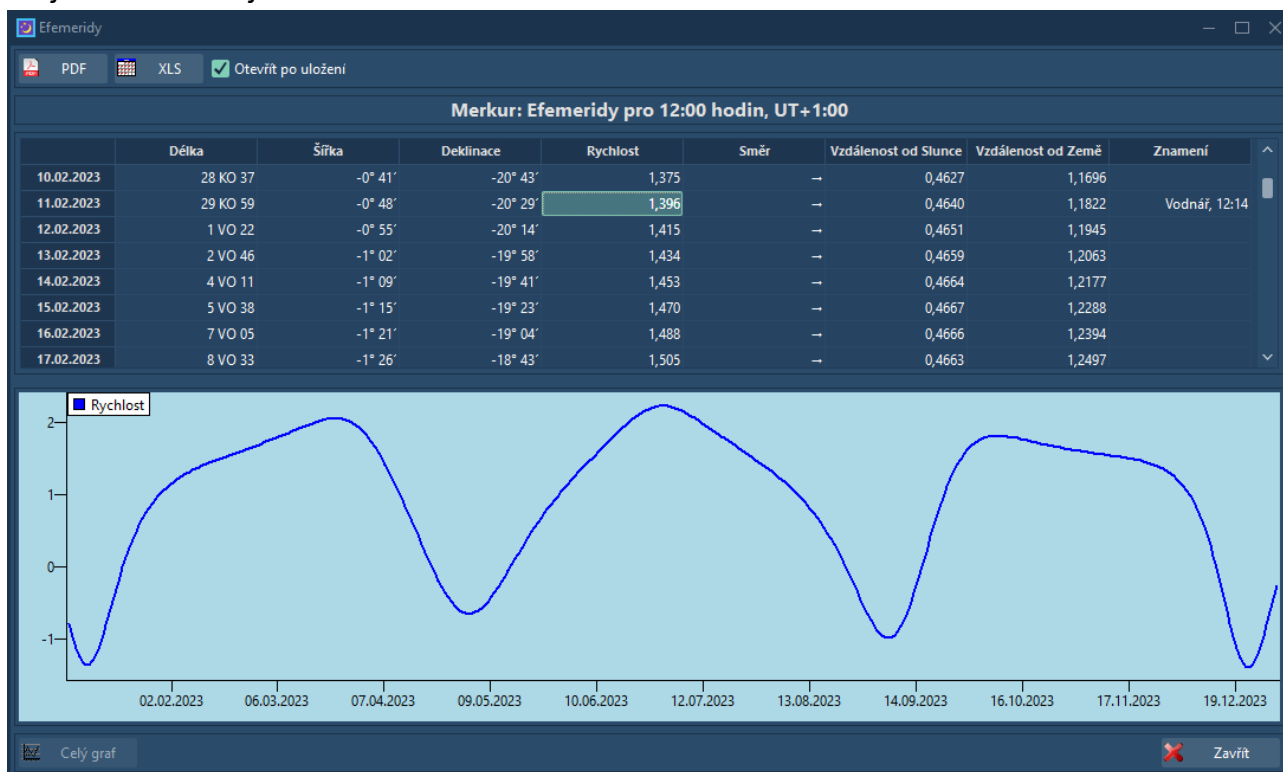 Efemeridy
PDF XLS Otevřít po uložení
Merkur: Efemeridy pro 12:00 hodin, UT+1:00
Délka Šířka Deklinace Rychlost Směr Vzdálenost od Slunce Vzdálenost od Země Znamení
10.02.2023 28 KO 37 -0° 41´ -20° 43´ 1,375 → 0,4627 1,1696
11.02.2023 29 KO 59 -0° 48´ -20° 29´ 1,396 → 0,4640 1,1822 Vodnář, 12:14
12.02.2023 1 VO 22 -0° 55´ -20° 14´ 1,415 → 0,4651 1,1945
13.02.2023 2 VO 46 -1° 02´ -19° 58´ 1,434 → 0,4659 1,2063
14.02.2023 4 VO 11 -1° 09´ -19° 41´ 1,453 → 0,4664 1,2177
15.02.2023 5 VO 38 -1° 15´ -19° 23´ 1,470 → 0,4667 1,2288
16.02.2023 7 VO 05 -1° 21´ -19° 04´ 1,488 → 0,4666 1,2394
17.02.2023 8 VO 33 -1° 26´ -18° 43´ 1,505 → 0,4663 1,2497
Rychlost
2
1
0
-1
02.02.2023 06.03.2023 07.04.2023 09.05.2023 10.06.2023 12.07.2023 13.08.2023 14.09.2023 16.10.2023 17.11.2023 19.12.2023
Celý graf Zavřít